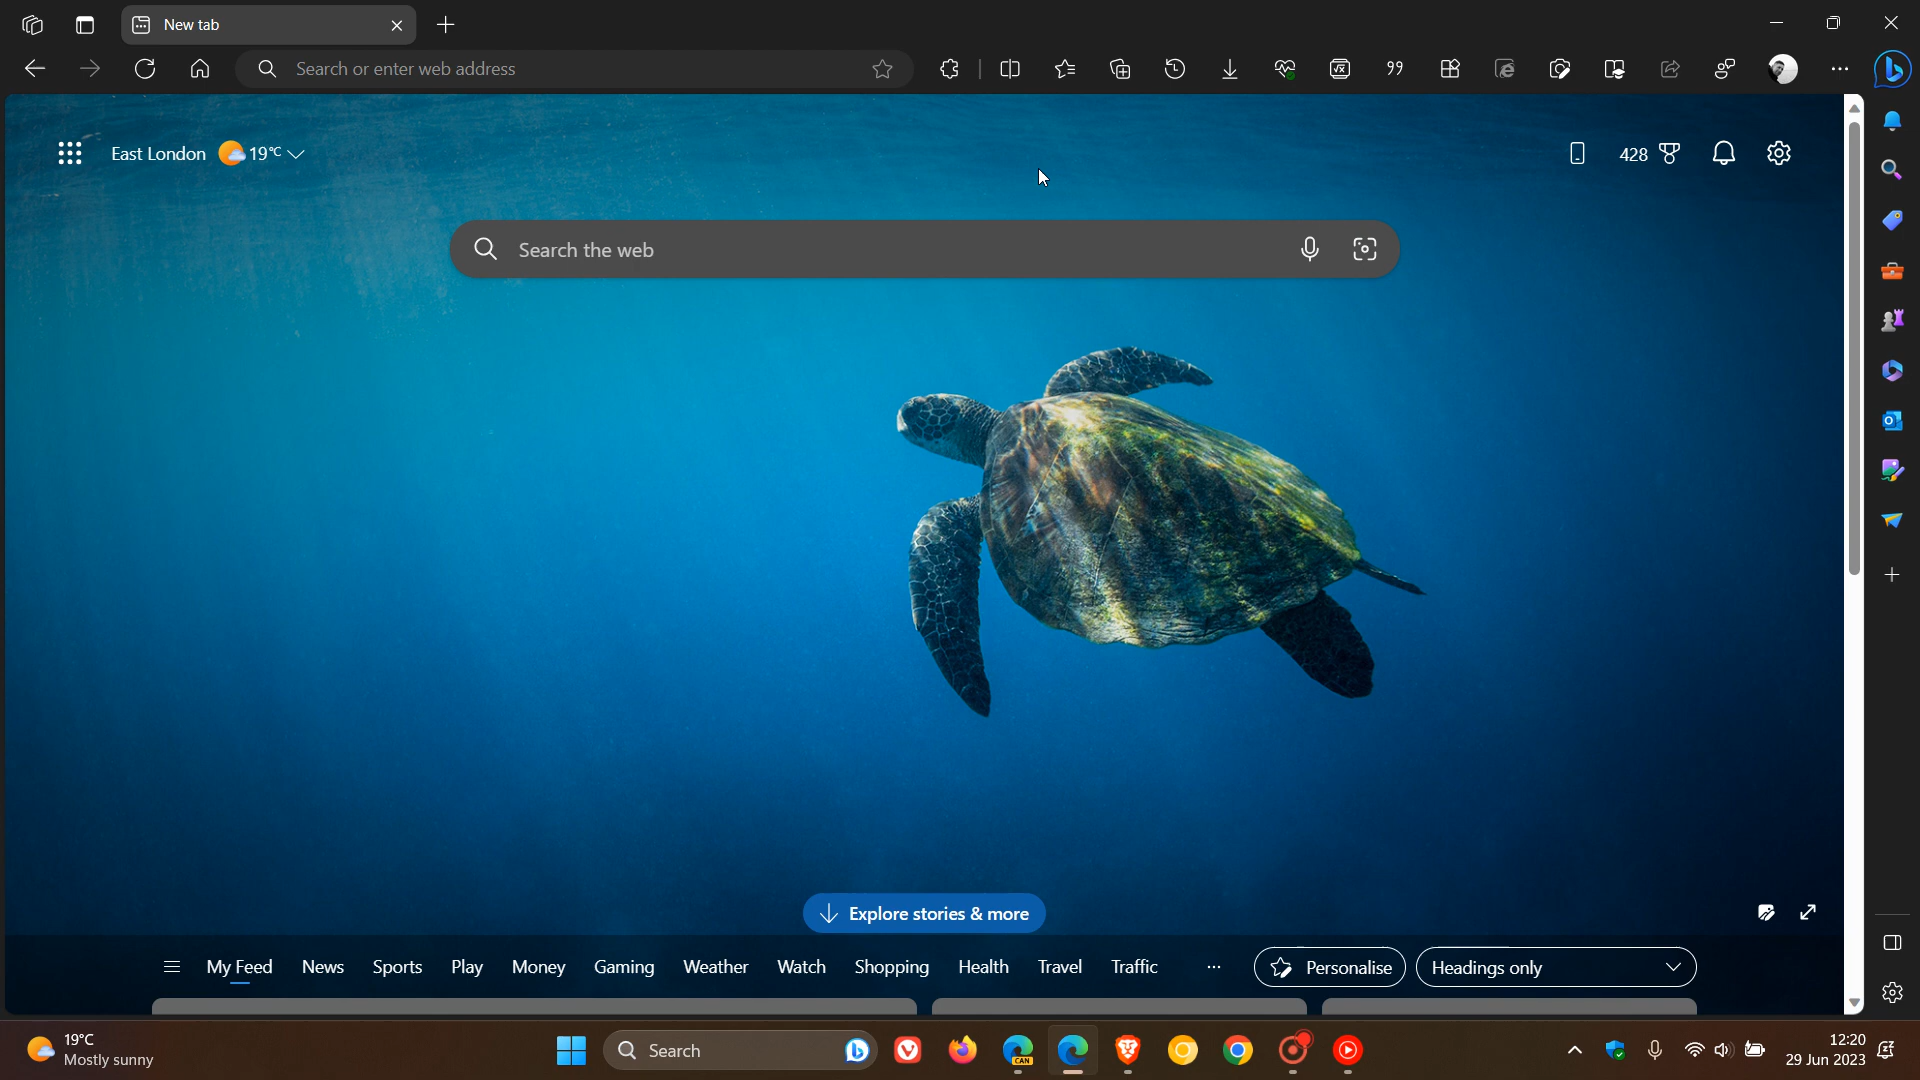 New tab
Search or enter web address
East London 19°C
428
Search the web
Explore stories & more
My Feed News Sports Play Money Gaming Weather Watch Shopping Health Travel Traffic ... Personalise Headings only
19°C
Mostly sunny
Search
CAN
12:20
29 Jun 2023